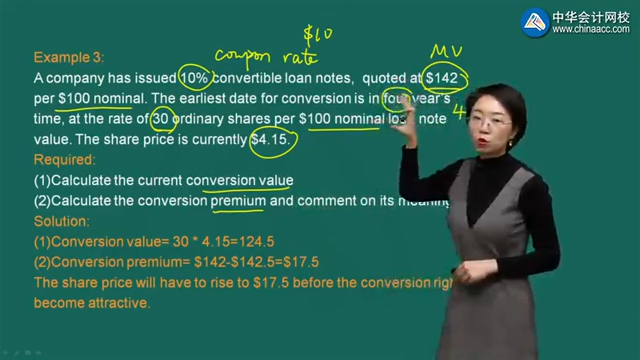 中华会计网校
www.chinaacc.com
$10
coupon rate
MV
Example 3:
A company has issued 10% convertible loan notes, quoted at $142
per $100 nominal. The earliest date for conversion is in four year's
4
time, at the rate of 30 ordinary shares per $100 nominal note
value. The share price is currently $4.15.
Required:
(1)Calculate the current conversion value
(2)Calculate the conversion premium and comment on its meaning
Solution:
(1)Conversion value= 30 * 4.15=124.5
(2)Conversion premium= $142-$142.5=$17.5
The share price will have to rise to $17.5 before the conversion
become attractive.